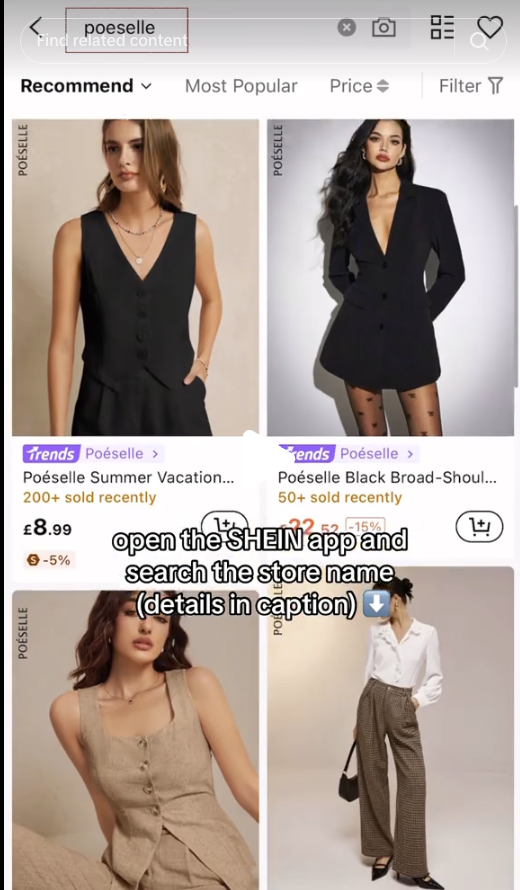 poeselle
Find related content
Recommend
Most Popular
Price
Filter
POÉSELLE
POÉSELLE
Trends Poéselle >
Trends Poéselle >
Poéselle Summer Vacation...
Poéselle Black Broad-Shoul...
200+ sold recently
50+ sold recently
£8.99
£22.52 -15%
S -5%
open the SHEIN app and
search the store name
(details in caption) ⬇️
POÉSELLE
POÉSELLE